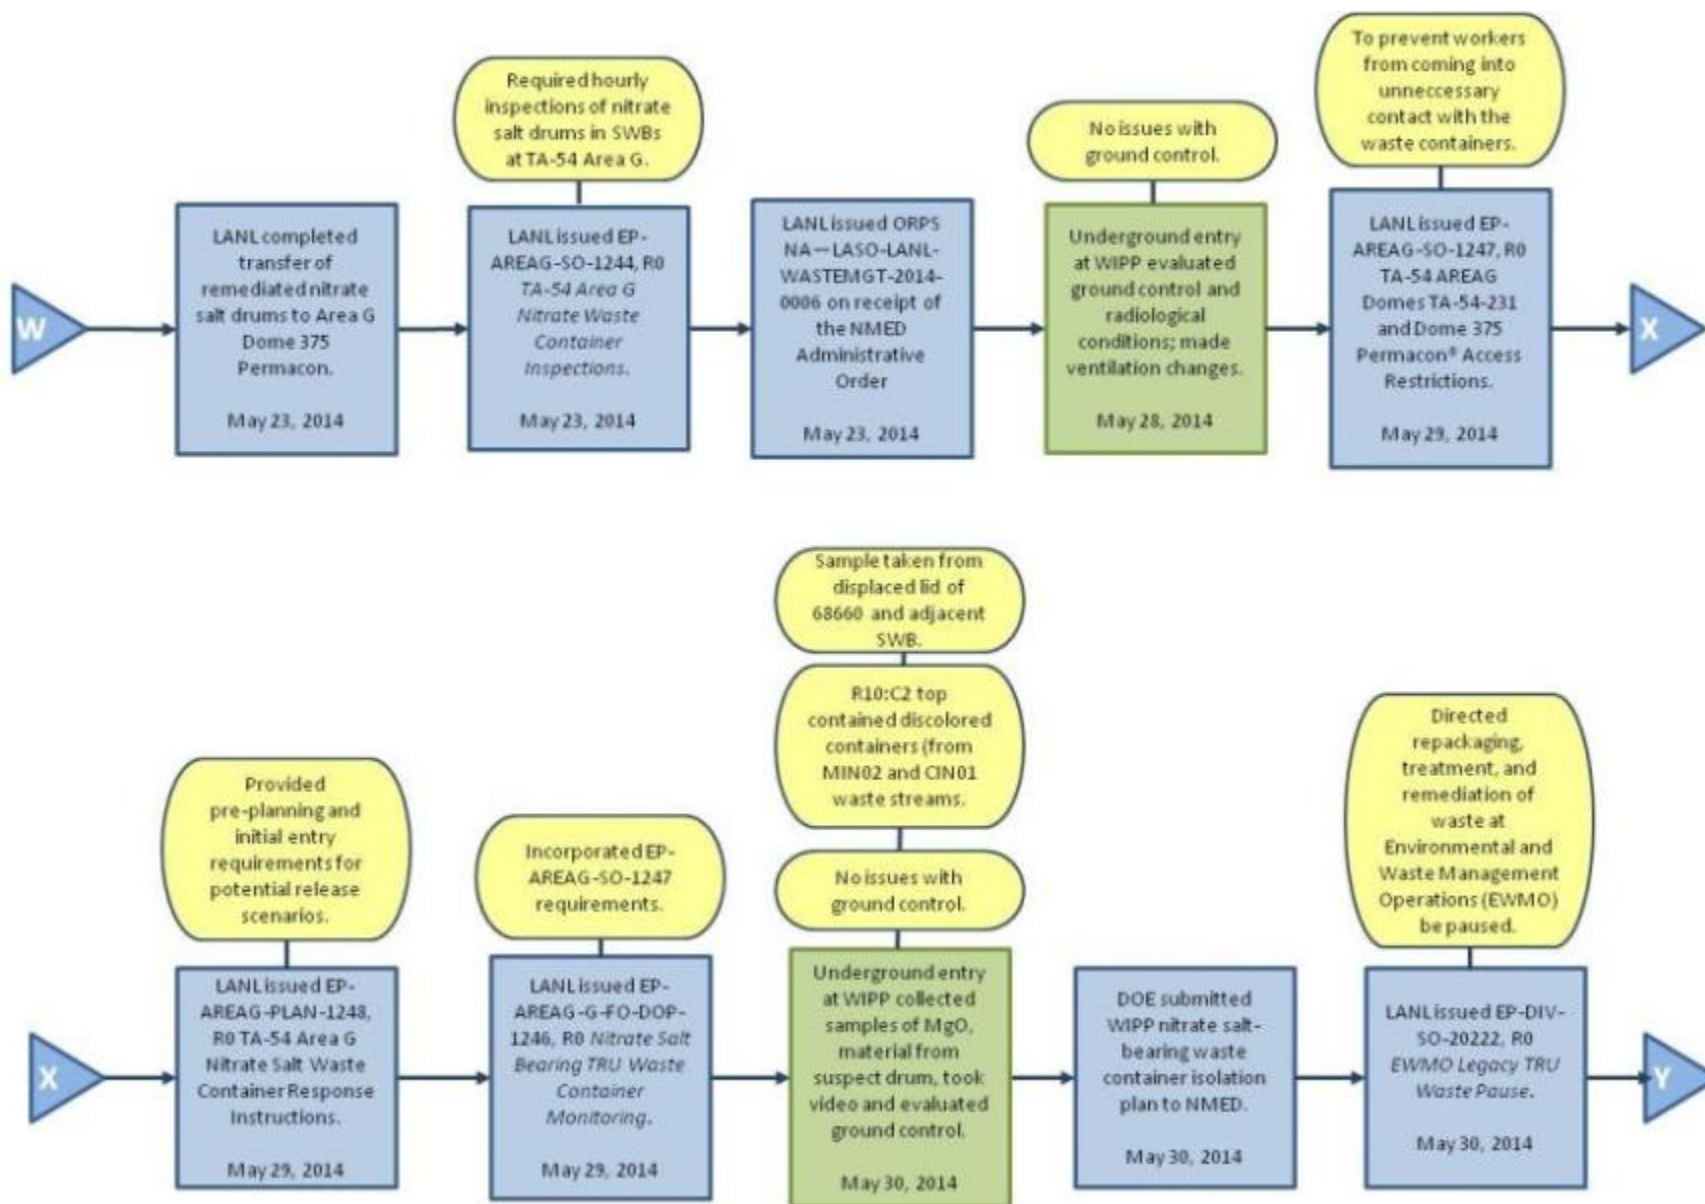 W
Required hourly
inspections of nitrate
salt drums in SWBs
at TA-54 Area G.
No issues with
ground control.
To prevent workers
from coming into
unneccessary
contact with the
waste containers.
LANL completed
transfer of
remediated nitrate
salt drums to Area G
Dome 375
Permacon.
May 23, 2014
LANL issued EP-
AREAG-SO-1244, R0
TA-54 Area G
Nitrate Waste
Container
Inspections.
May 23, 2014
LANL issued ORPS
NA—LASO-LANL-
WASTEMGT-2014-
0006 on receipt of
the NMED
Administrative
Order
May 23, 2014
Underground entry
at WIPP evaluated
ground control and
radiological
conditions; made
ventilation changes.
May 28, 2014
LANL issued EP-
AREAG-SO-1247, R0
TA-54 AREAG
Domes TA-54-231
and Dome 375
Permacon® Access
Restrictions.
May 29, 2014
X
X
Provided
pre-planning and
initial entry
requirements for
potential release
scenarios.
Incorporated EP-
AREAG-SO-1247
requirements.
Sample taken from
displaced lid of
68660 and adjacent
SWB.
R10:C2 top
contained discolored
containers (from
MIN02 and CIN01
waste streams.
No issues with
ground control.
Directed
repackaging,
treatment, and
remediation of
waste at
Environmental and
Waste Management
Operations (EWMO)
be paused.
LANL issued EP-
AREAG-PLAN-1248,
R0 TA-54 Area G
Nitrate Salt Waste
Container Response
Instructions.
May 29, 2014
LANL issued EP-
AREAG-G-FO-DOP-
1246, R0 Nitrate Salt
Bearing TRU Waste
Container
Monitoring.
May 29, 2014
Underground entry
at WIPP collected
samples of MgO,
material from
suspect drum, took
video and evaluated
ground control.
May 30, 2014
DOE submitted
WIPP nitrate salt-
bearing waste
container isolation
plan to NMED.
May 30, 2014
LANL issued EP-DIV-
SO-20222, R0
EWMO Legacy TRU
Waste Pause.
May 30, 2014
Y